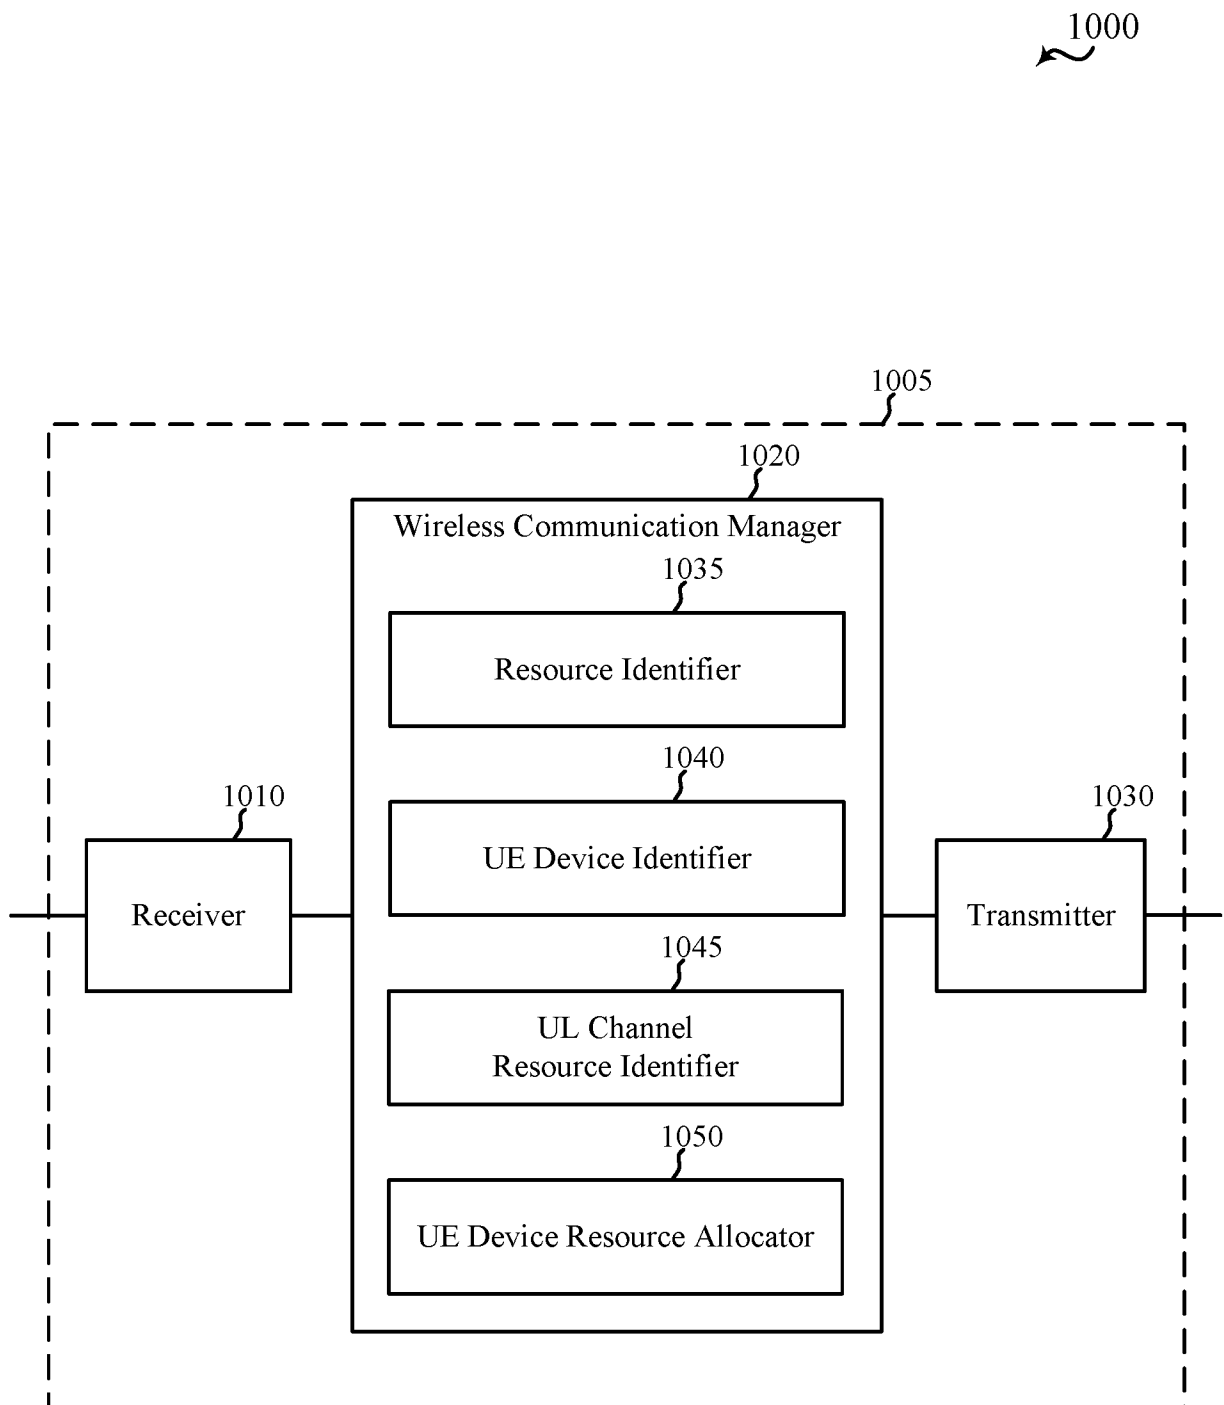 1000
1005
1020
Wireless Communication Manager
1035
Resource Identifier
1040
UE Device Identifier
1010
Receiver
1030
Transmitter
1045
UL Channel
Resource Identifier
1050
UE Device Resource Allocator